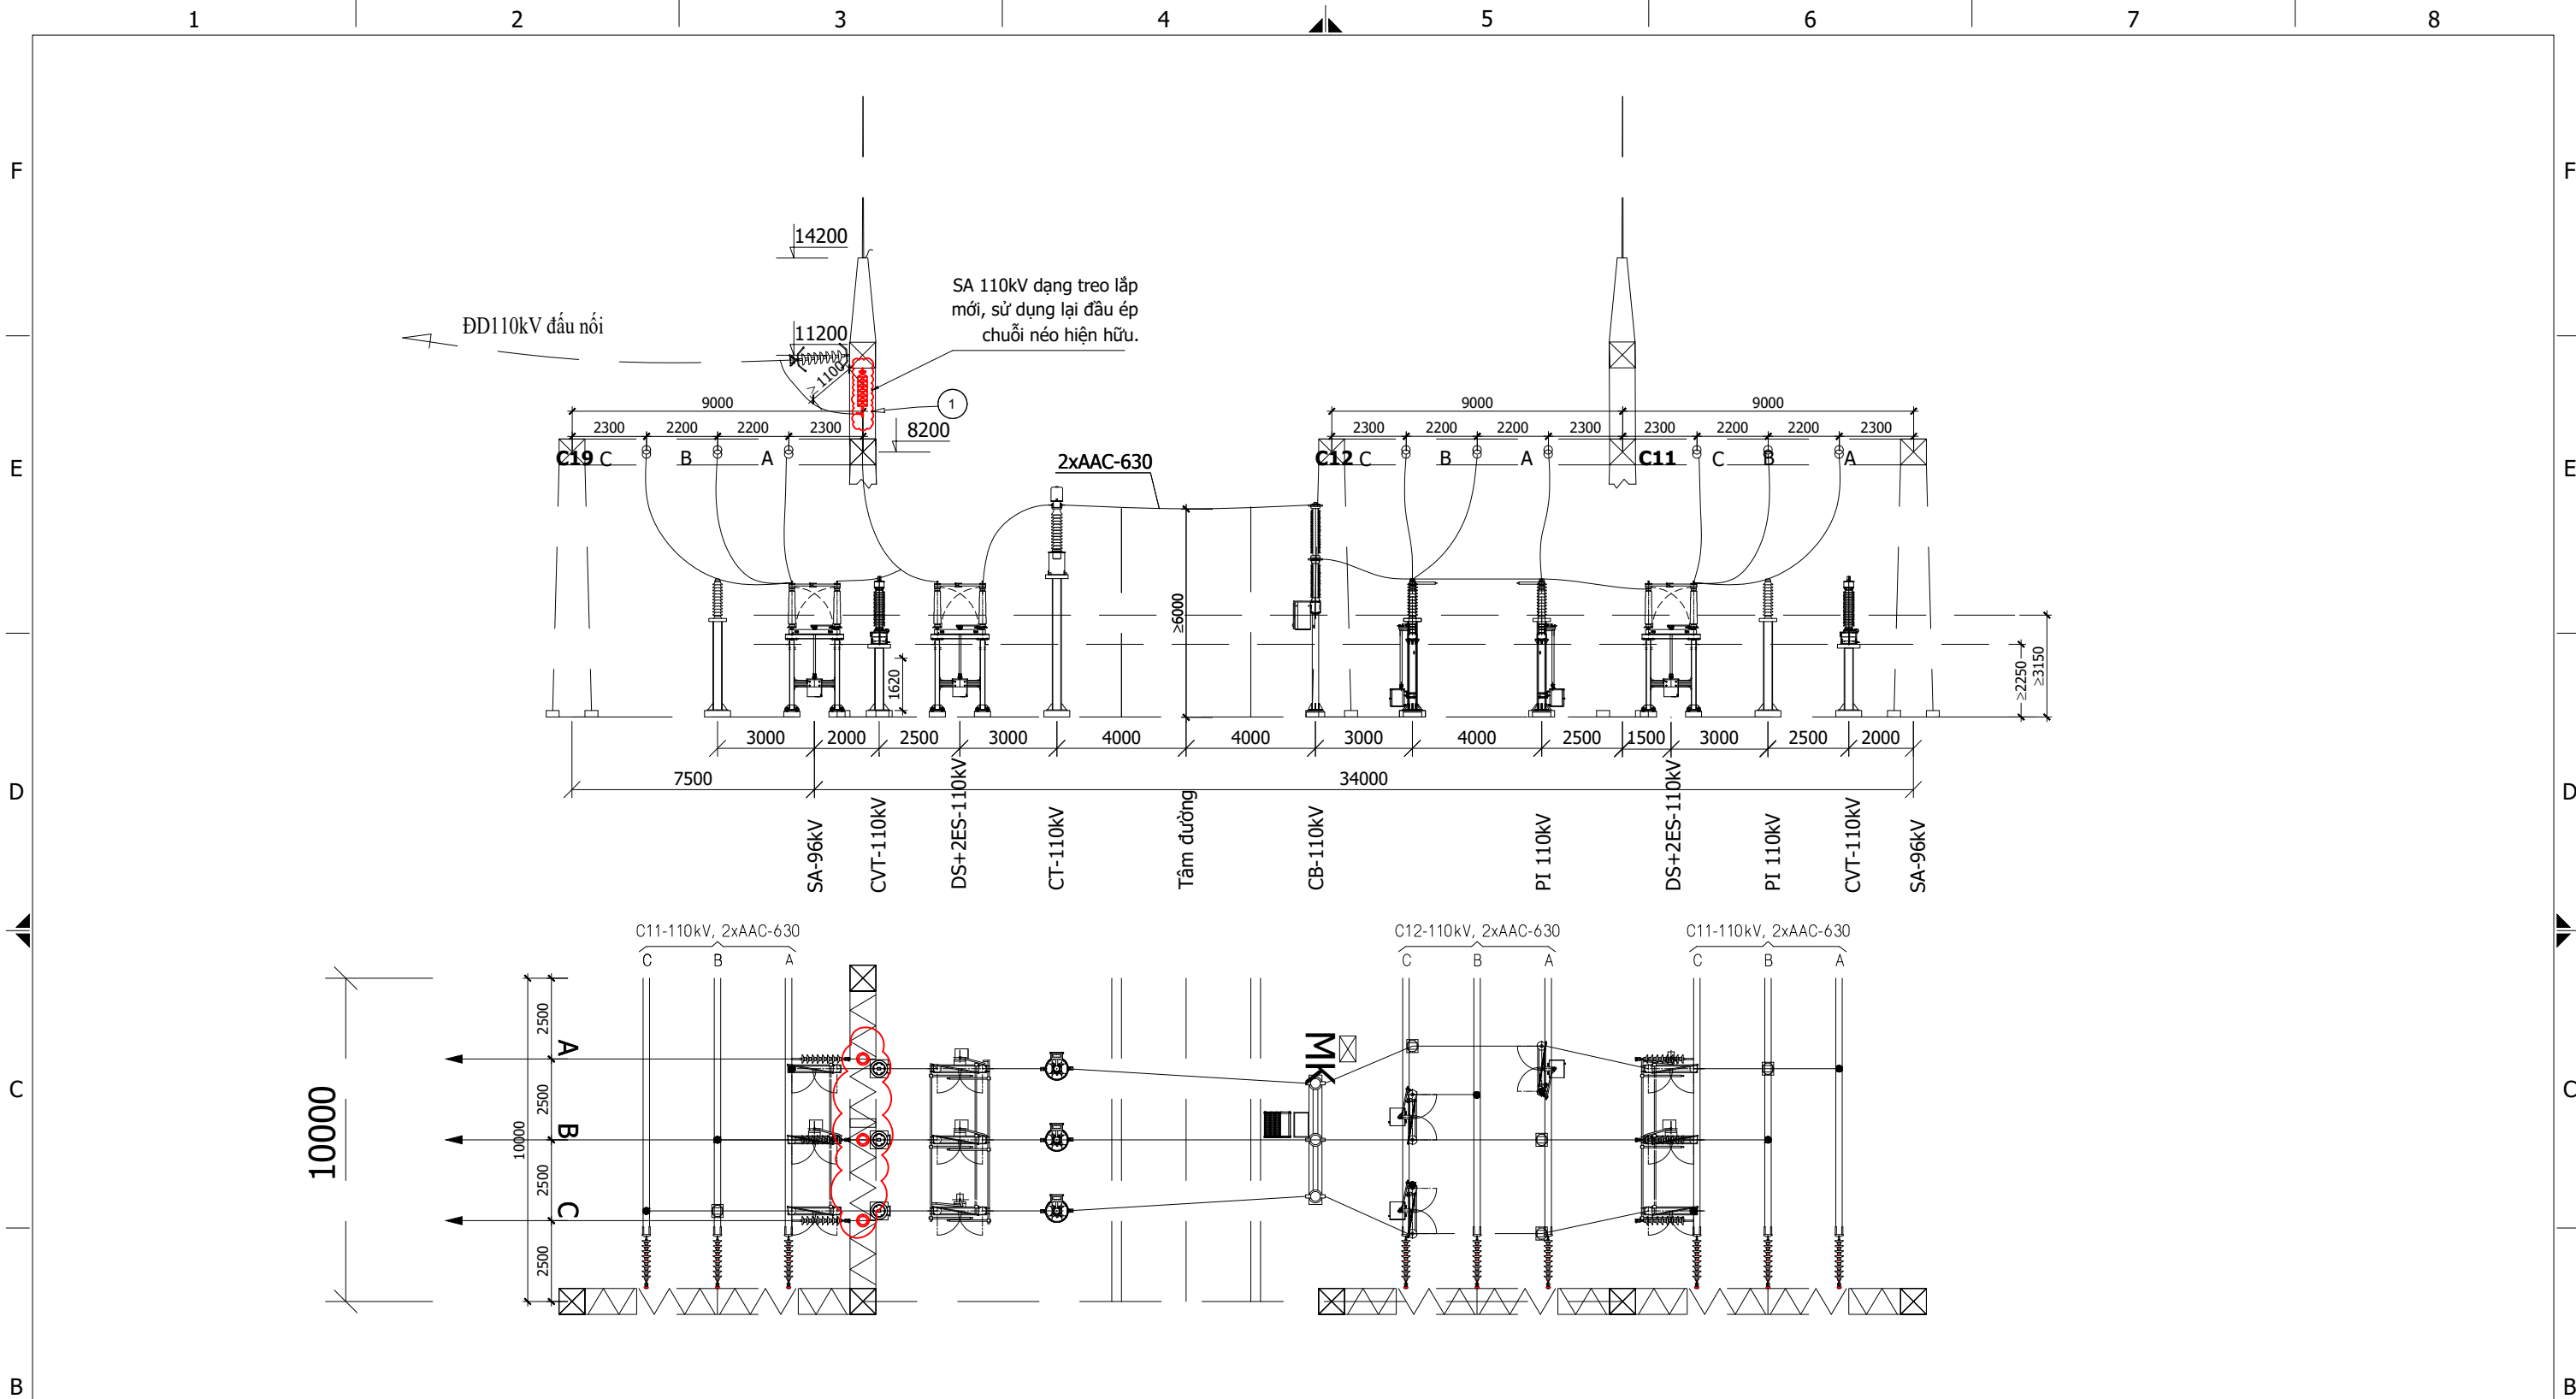 1 2 3 4 5 6 7 8
F F
14200
SA 110kV dạng treo lắp
mới, sử dụng lại đầu ép
chuỗi néo hiện hữu.
ĐD110kV đấu nối
11200
≥ 1100
1
9000 9000 9000
8200
2300 2200 2200 2300 2300 2200 2200 2300 2300 2200 2200 2300
E E
C19 C B A C12 C B A C11 C B A
2xAAC-630
≥6000
1620
≥2250
≥3150
3000 2000 2500 3000 4000 4000 3000 4000 2500 1500 3000 2500 2000
7500 34000
D D
SA-96kV
CVT-110kV
DS+2ES-110kV
CT-110kV
Tâm đường
CB-110kV
PI 110kV
DS+2ES-110kV
PI 110kV
CVT-110kV
SA-96kV
C11-110kV, 2xAAC-630 C12-110kV, 2xAAC-630 C11-110kV, 2xAAC-630
C B A C B A C B A
2500
A
MK
2500
C C
10000
10000
B
2500
C
2500
B B